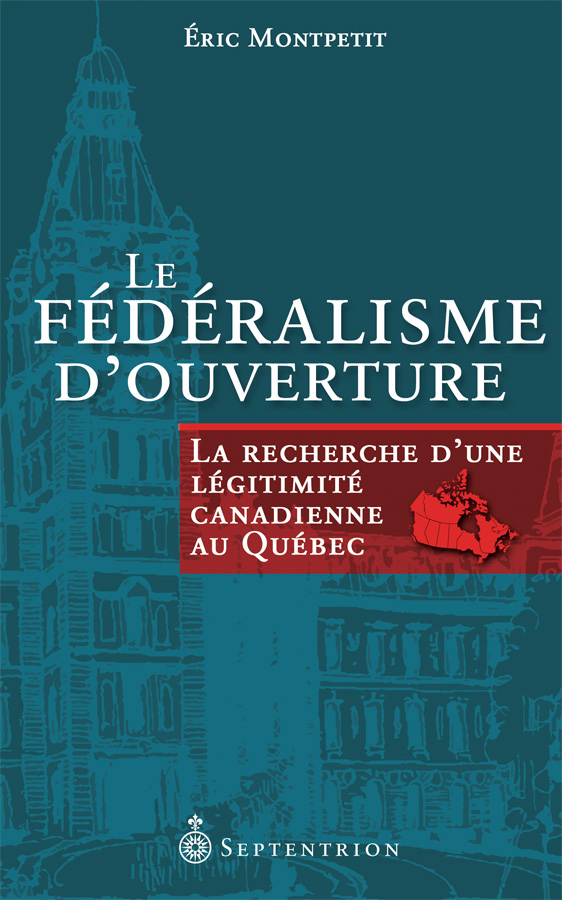 Éric Montpetit
Le
fédéralisme
d’ouverture
La recherche d’une
légitimité
canadienne
au Québec
Septentrion